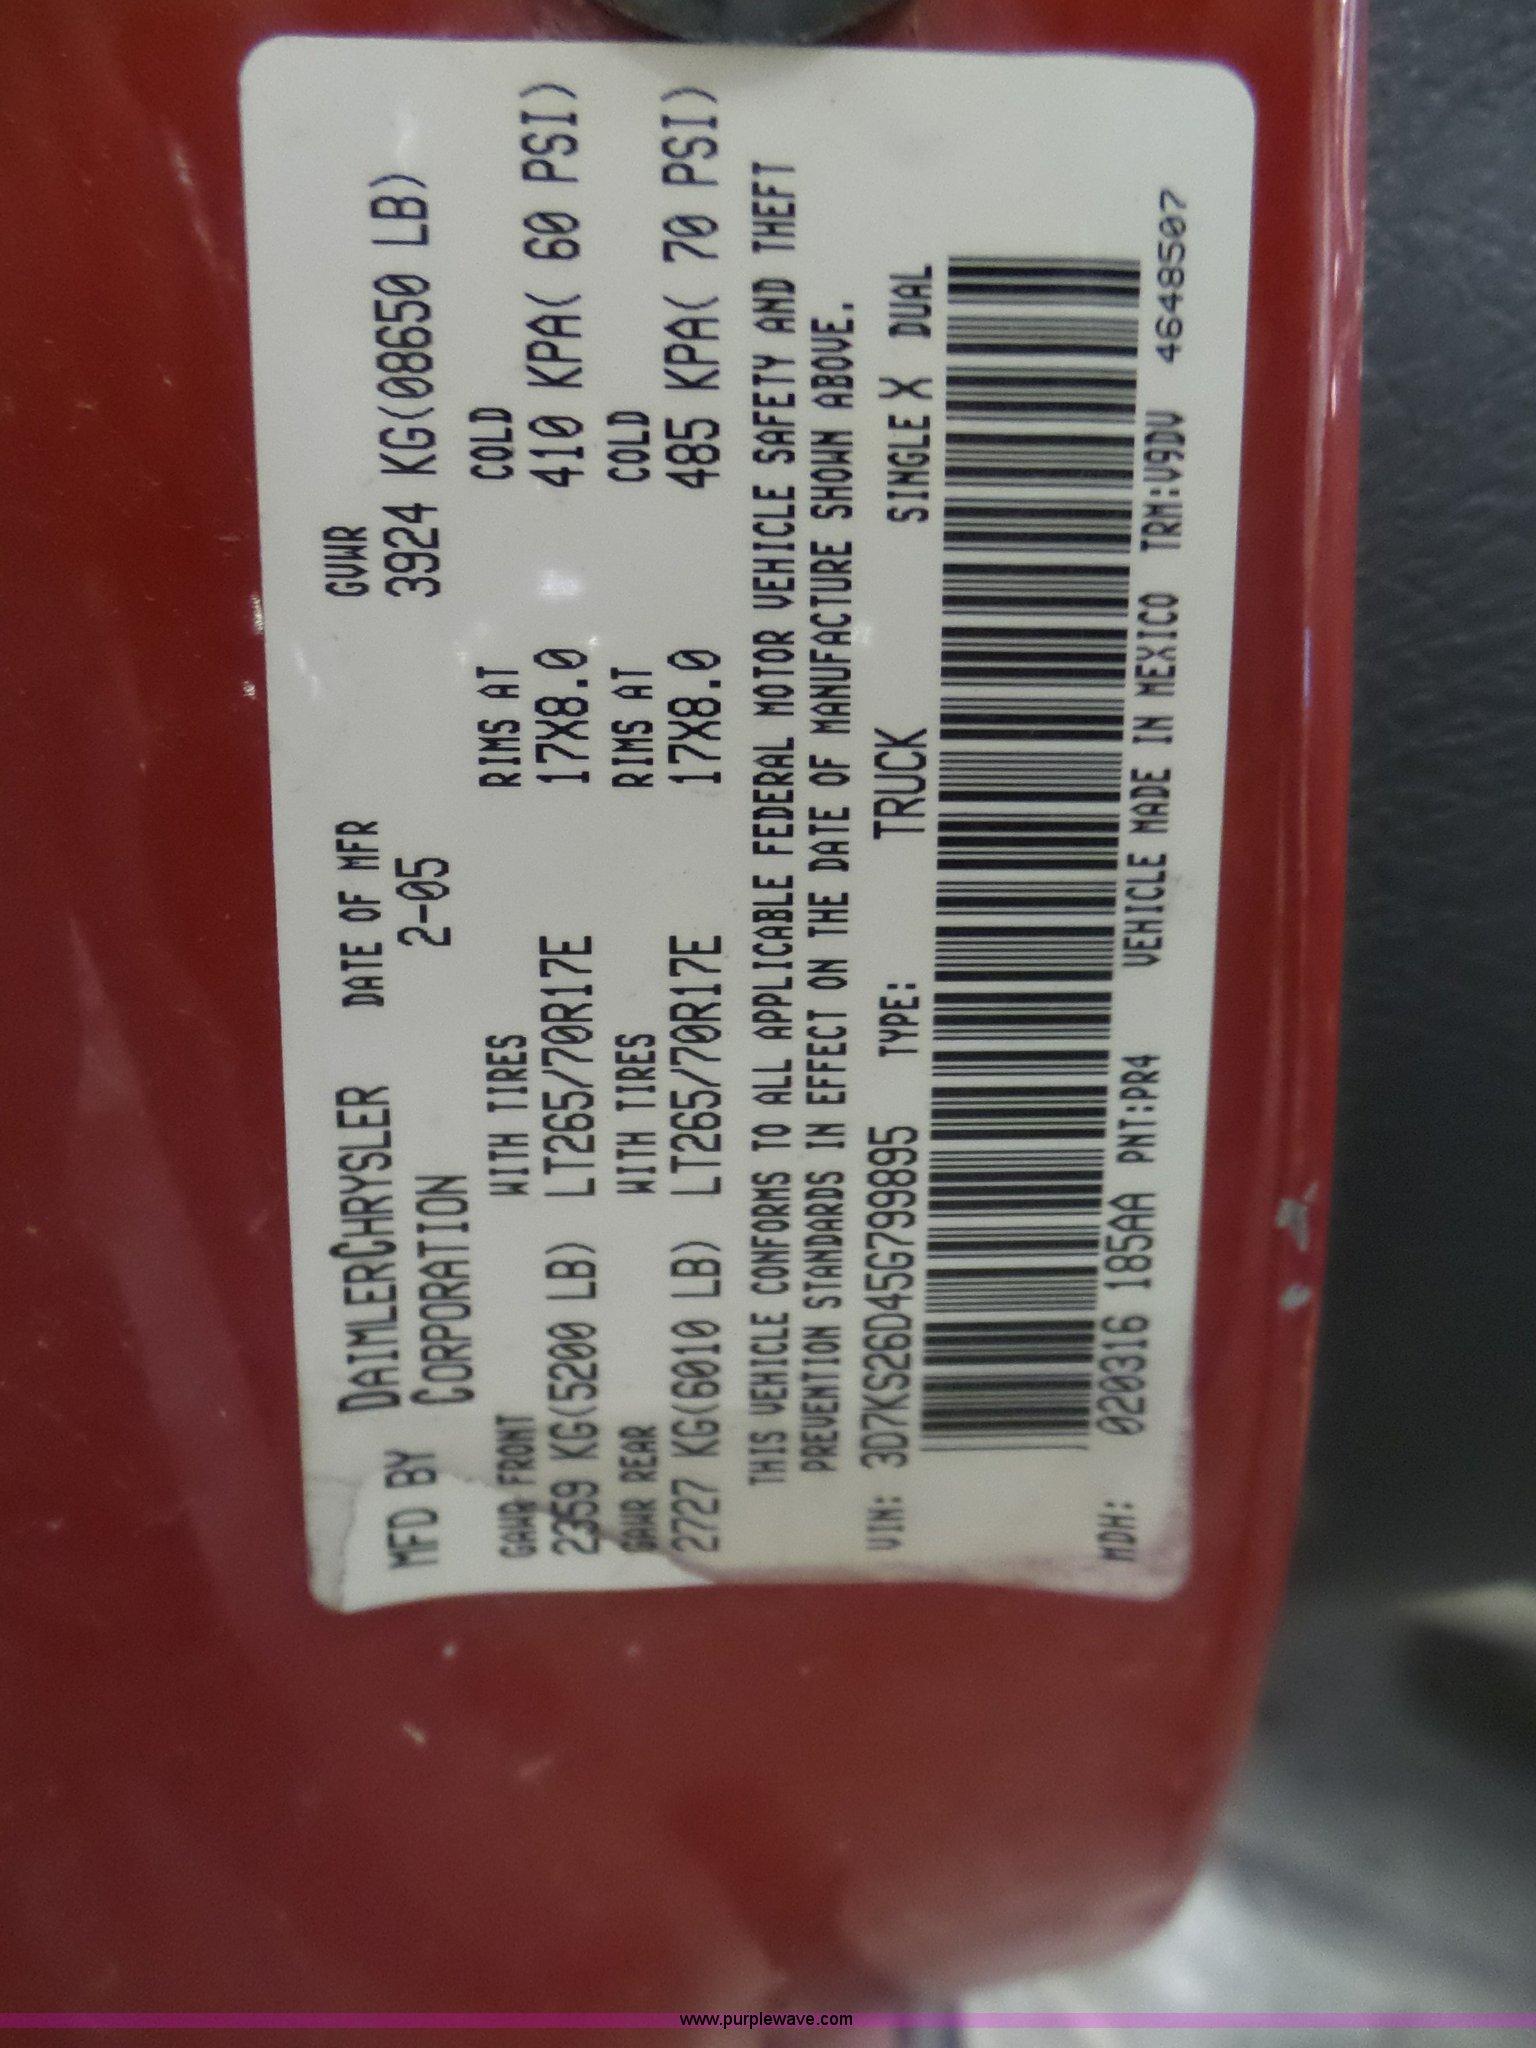 MFD BY DAIMLERCHRYSLER CORPORATION
DATE OF MFR
2-05
GVWR
3924 KG(08650 LB)
GAWR FRONT WITH TIRES RIMS AT COLD
2359 KG(5200 LB) LT265/70R17E 17X8.0 410 KPA( 60 PSI)
GAWR REAR WITH TIRES RIMS AT COLD
2727 KG(6010 LB) LT265/70R17E 17X8.0 485 KPA( 70 PSI)
THIS VEHICLE CONFORMS TO ALL APPLICABLE FEDERAL MOTOR VEHICLE SAFETY AND THEFT
PREVENTION STANDARDS IN EFFECT ON THE DATE OF MANUFACTURE SHOWN ABOVE.
VIN: 3D7KS26D45G799895 TYPE: TRUCK SINGLE X DUAL
MDH: 020316 185AA PNT:PR4 VEHICLE MADE IN MEXICO TRM:V9DV 4648507
www.purplewave.com